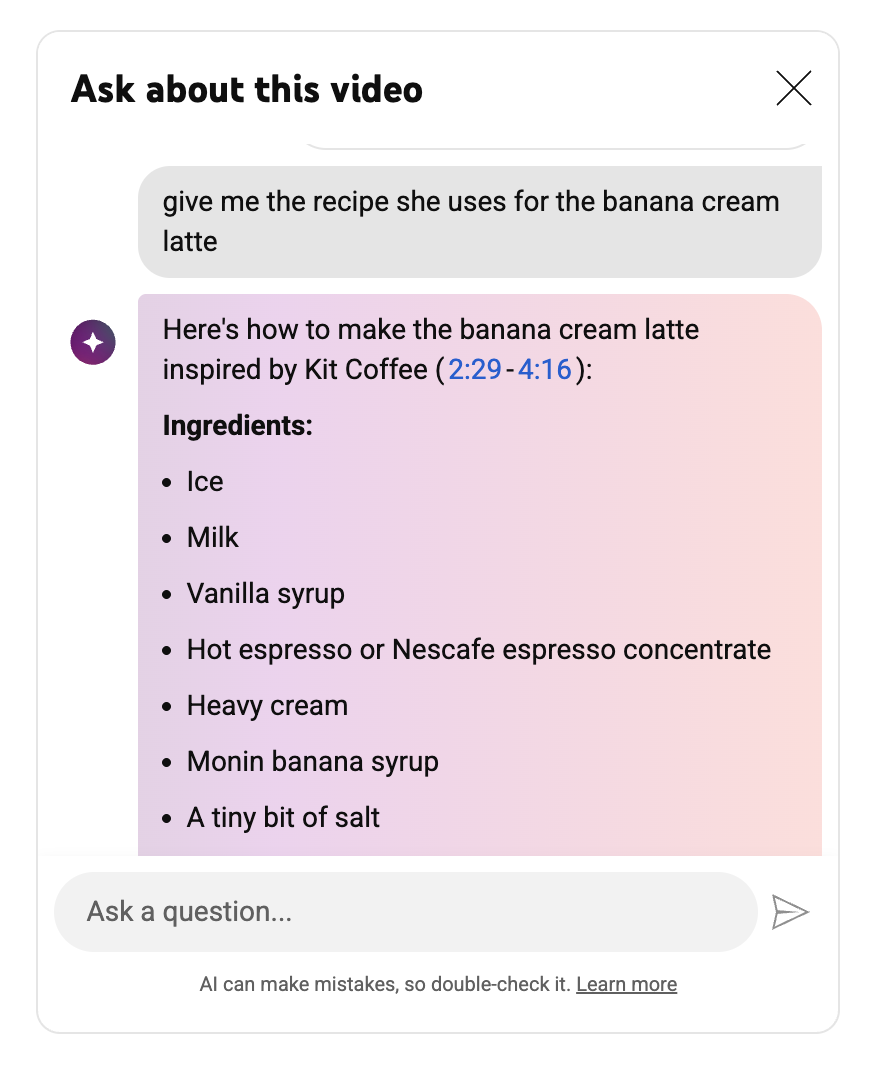 Ask about this video
give me the recipe she uses for the banana cream
latte
Here's how to make the banana cream latte
inspired by Kit Coffee (2:29-4:16):
Ingredients:
• Ice
• Milk
• Vanilla syrup
• Hot espresso or Nescafe espresso concentrate
• Heavy cream
• Monin banana syrup
• A tiny bit of salt
Ask a question...
AI can make mistakes, so double-check it. Learn more